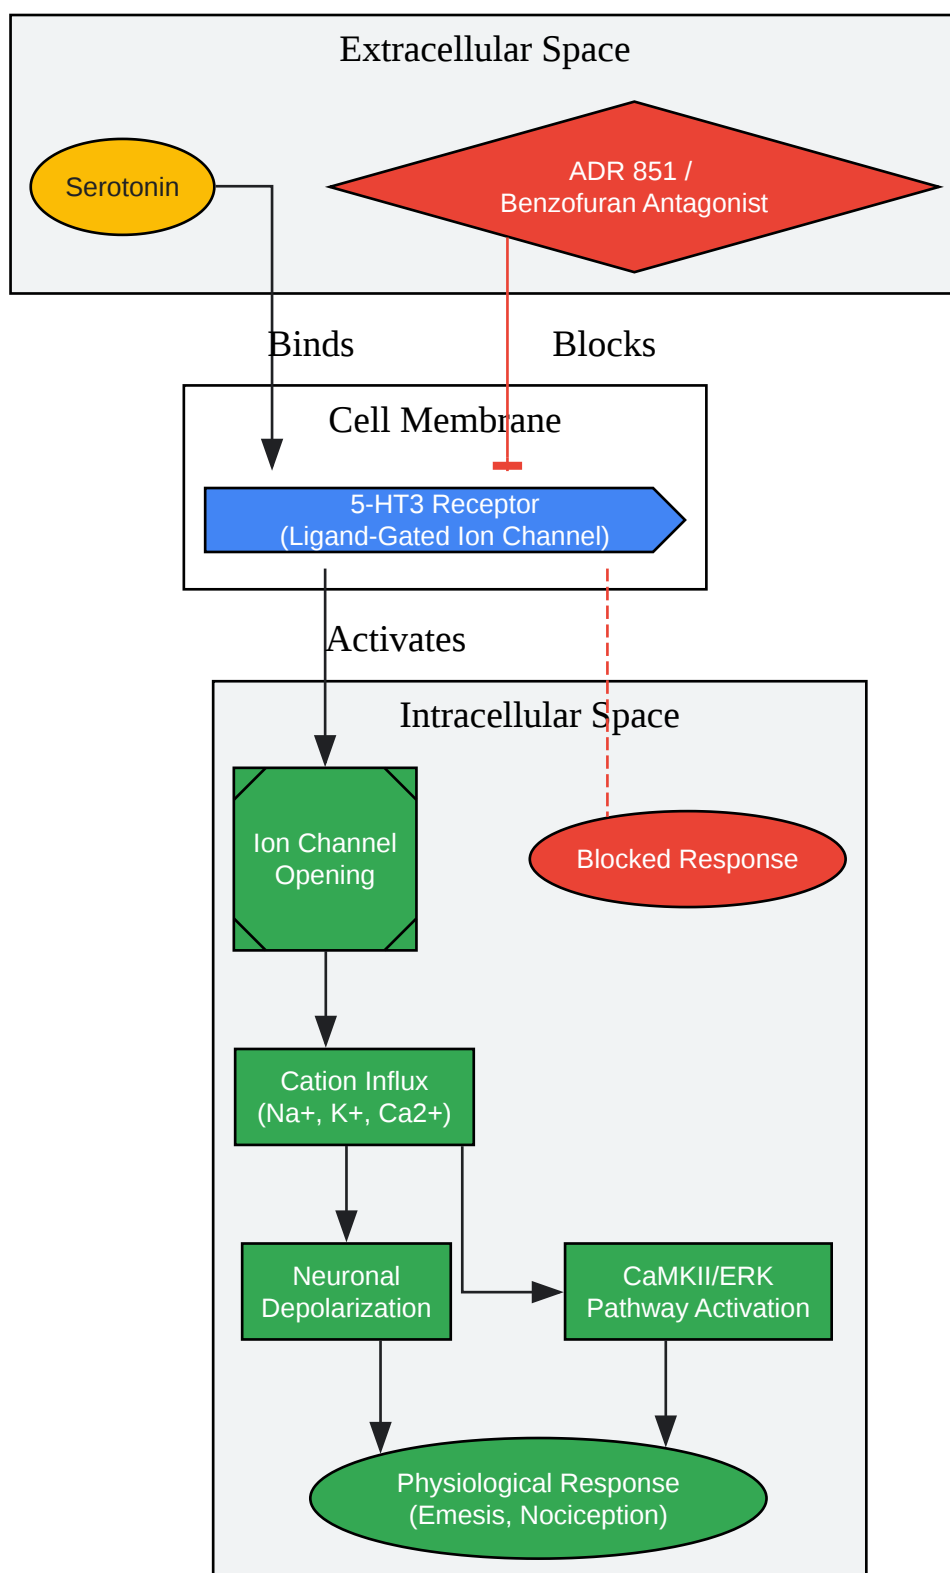 Extracellular Space
Serotonin
ADR 851 /
Benzofuran Antagonist
Binds
Blocks
Cell Membrane
5-HT3 Receptor
(Ligand-Gated Ion Channel)
Activates
Intracellular Space
Ion Channel
Opening
Blocked Response
Cation Influx
(Na+, K+, Ca2+)
Neuronal
Depolarization
CaMKII/ERK
Pathway Activation
Physiological Response
(Emesis, Nociception)